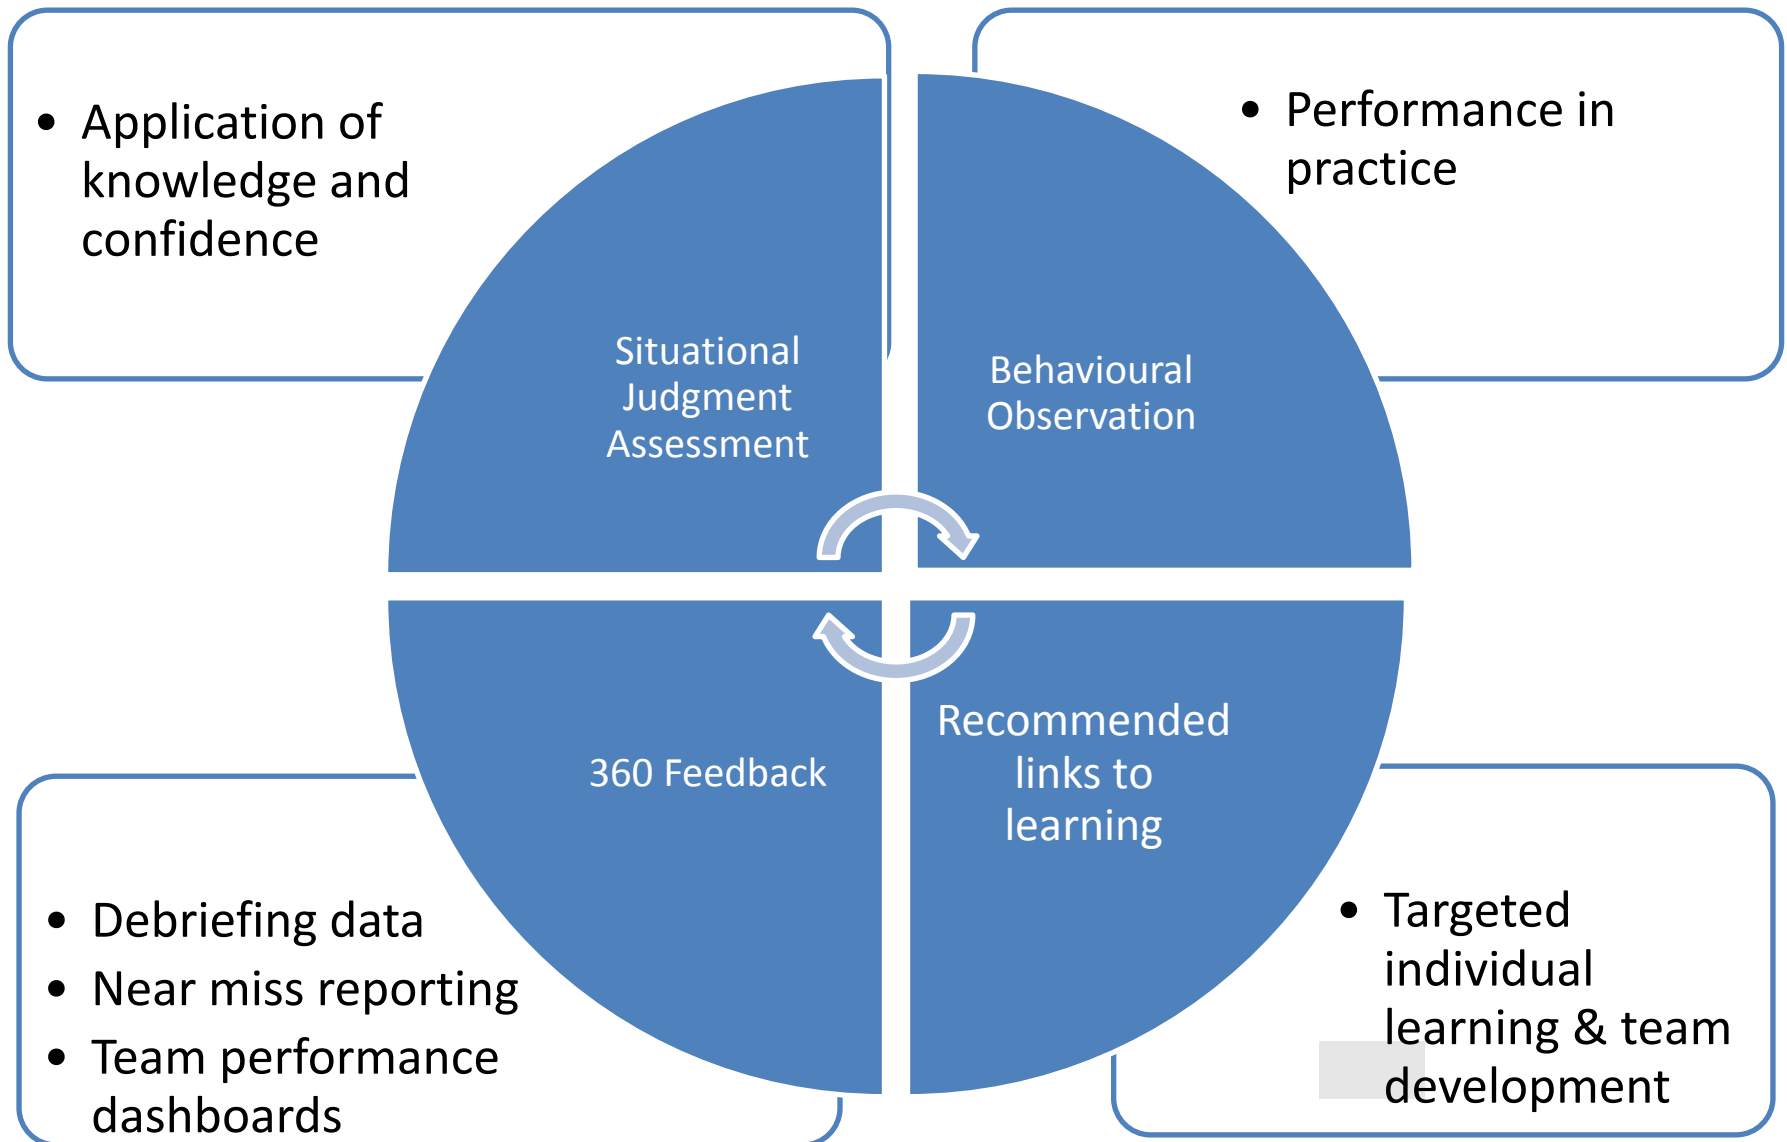 • Application of
knowledge and
confidence
• Performance in
practice
Situational
Judgment
Assessment
Behavioural
Observation
360 Feedback
Recommended
links to
learning
• Debriefing data
• Near miss reporting
• Team performance
dashboards
• Targeted
individual
learning & team
development